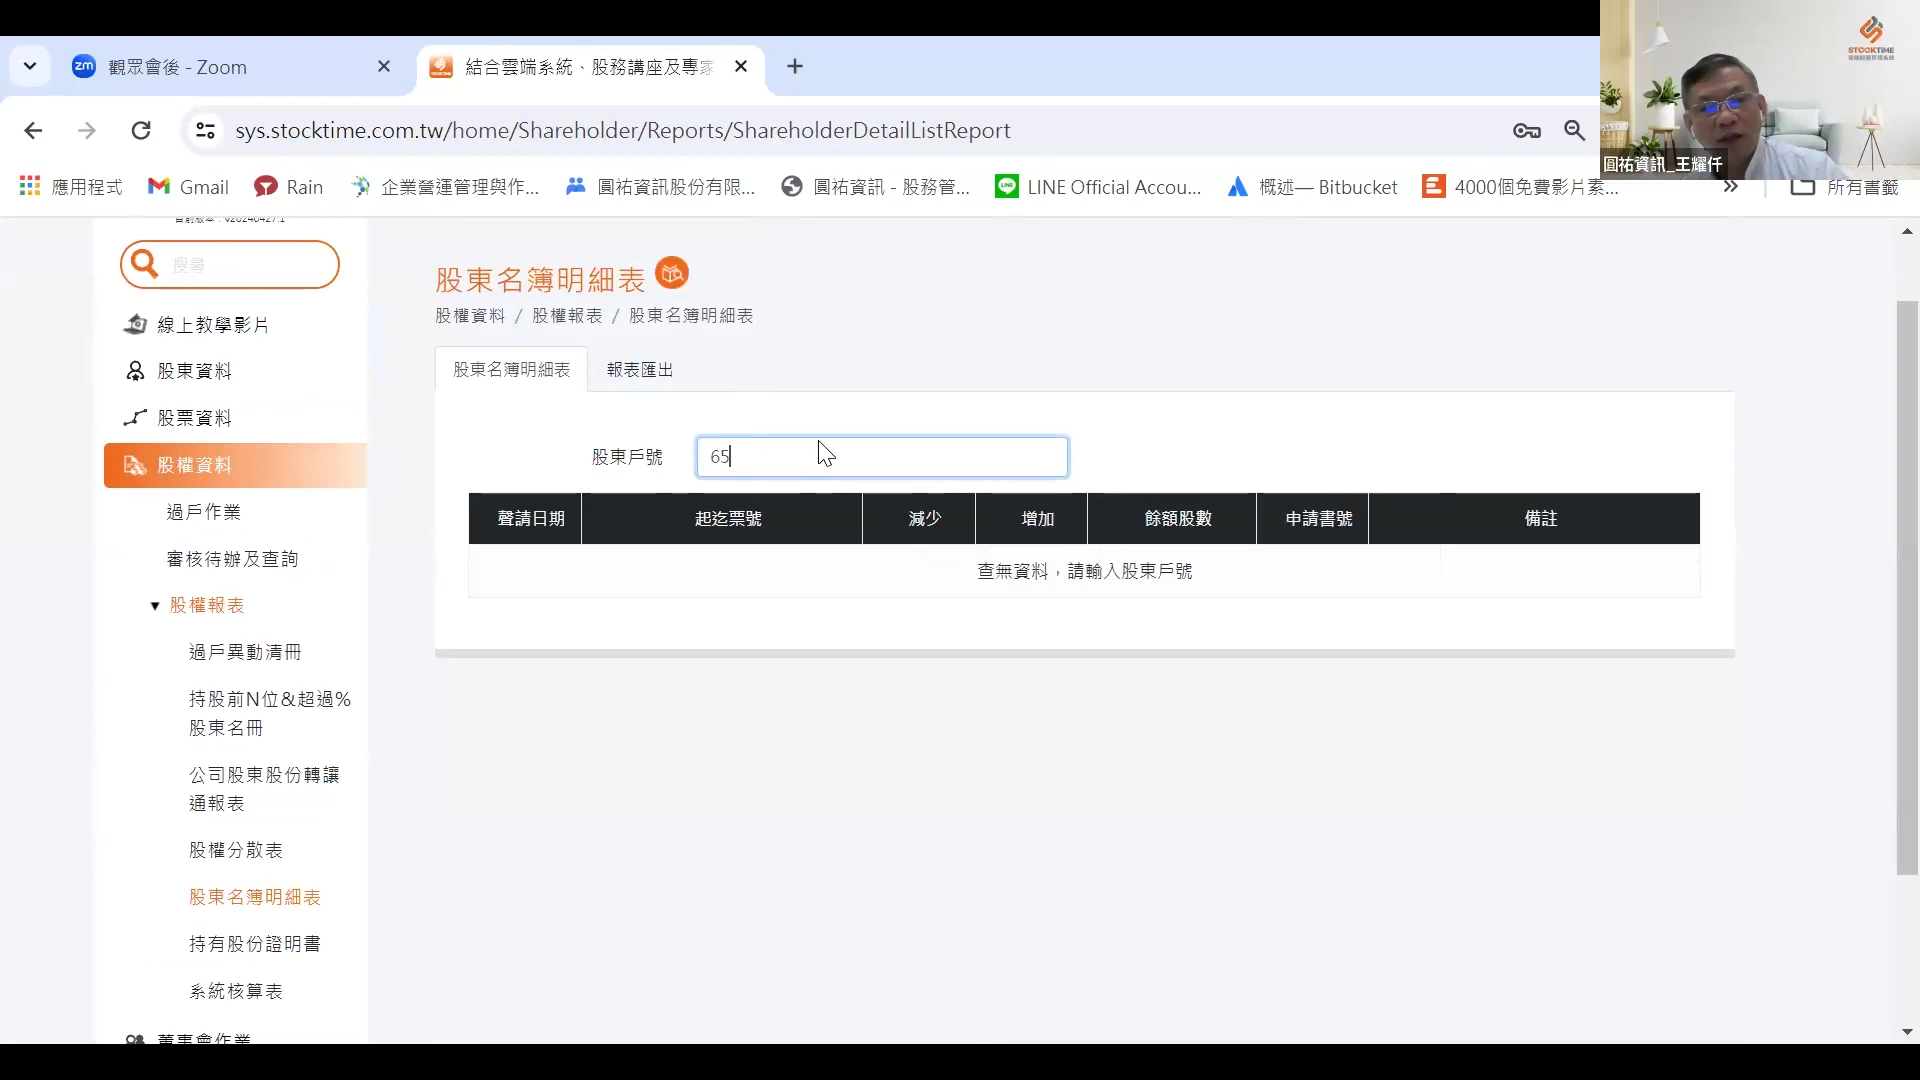 觀眾會後 - Zoom
結合雲端系統、股務講座及專家
STOCKTIME
sys.stocktime.com.tw/home/Shareholder/Reports/ShareholderDetailListReport
圓祐資訊_王耀仟
應用程式
Gmail
Rain
企業營運管理與作...
圓祐資訊股份有限...
圓祐資訊 - 股務管...
LINE Official Accou...
概述— Bitbucket
4000個免費影片素...
所有書籤
搜尋
線上教學影片
股東資料
股票資料
股權資料
過戶作業
審核待辦及查詢
股權報表
過戶異動清冊
持股前N位&超過%
股東名冊
公司股東股份轉讓
通報表
股權分散表
股東名簿明細表
持有股份證明書
系統核算表
董事會作業
股東名簿明細表
股權資料 / 股權報表 / 股東名簿明細表
股東名簿明細表
報表匯出
股東戶號 65
聲請日期 起迄票號 減少 增加 餘額股數 申請書號 備註
查無資料，請輸入股東戶號